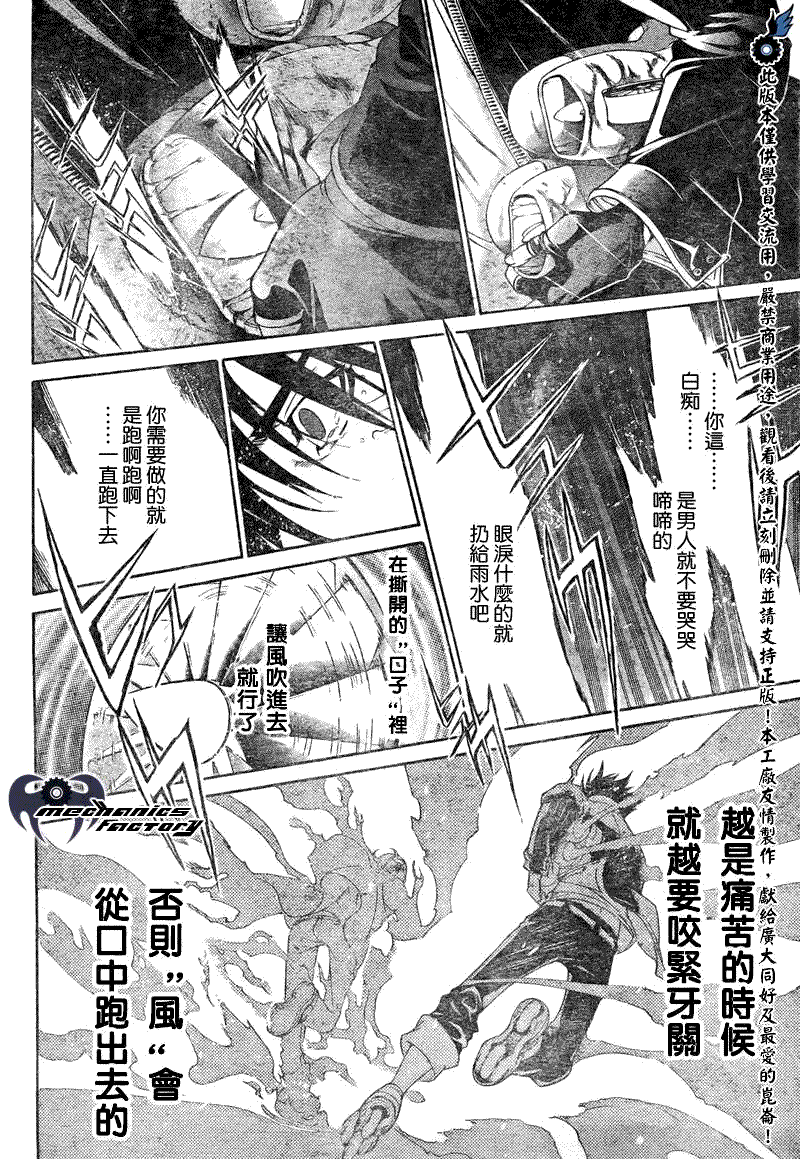 此版本僅供學習交流用，嚴禁商業用途，觀看後請立刻刪除並請支持正版！本工廠友情製作，獻給廣大同好及最愛的崑崙！
……你這……
白痴……
是男人就不要哭哭
啼啼的
眼淚什麼的就
扔給雨水吧
你需要做的就
是跑啊跑啊
……一直跑下去
在撕開的〞口子〝裡
讓風吹進去
就行了
越是痛苦的時候
就越要咬緊牙關
否則〞風〝會
從口中跑出去的
mechanics
factory